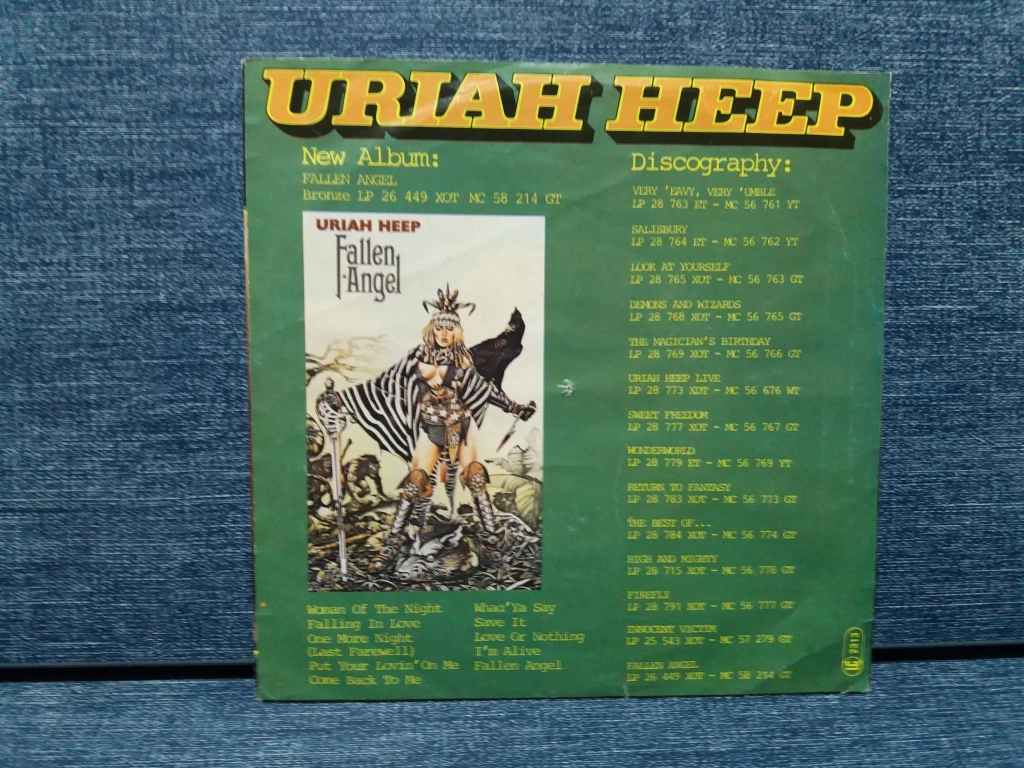 URIAH HEEP
New Album:
FALLEN ANGEL
Bronze LP 26 449 XOT MC 58 214 GT
URIAH HEEP
Fallen
Angel
Woman Of The Night
Falling In Love
One More Night
(Last Farewell)
Put Your Lovin'On Me
Come Back To Me
Whad'Ya Say
Save It
Love Or Nothing
I'm Alive
Fallen Angel
Discography:
VERY 'EAVY, VERY 'UMBLE
LP 28 763 ET - MC 56 761 YT
SALISBURY
LP 28 764 ET - MC 56 762 YT
LOOK AT YOURSELF
LP 28 765 XOT - MC 56 763 GT
DEMONS AND WIZARDS
LP 28 768 XOT - MC 56 765 GT
THE MAGICIAN'S BIRTHDAY
LP 28 769 XOT - MC 56 766 GT
URIAH HEEP LIVE
LP 28 773 XDT - MC 56 676 WT
SWEET FREEDOM
LP 28 777 XOT - MC 56 767 GT
WONDERWORLD
LP 28 779 ET - MC 56 769 YT
RETURN TO FANTASY
LP 28 783 XOT - MC 56 773 GT
THE BEST OF...
LP 28 784 XOT - MC 56 774 GT
HIGH AND MIGHTY
LP 28 715 XOT - MC 56 778 GT
FIREFLY
LP 28 791 XOT - MC 56 777 GT
INNOCENT VICTIM
LP 25 543 XOT - MC 57 279 GT
FALLEN ANGEL
LP 26 449 XOT - MC 58 214 GT
LC 2313